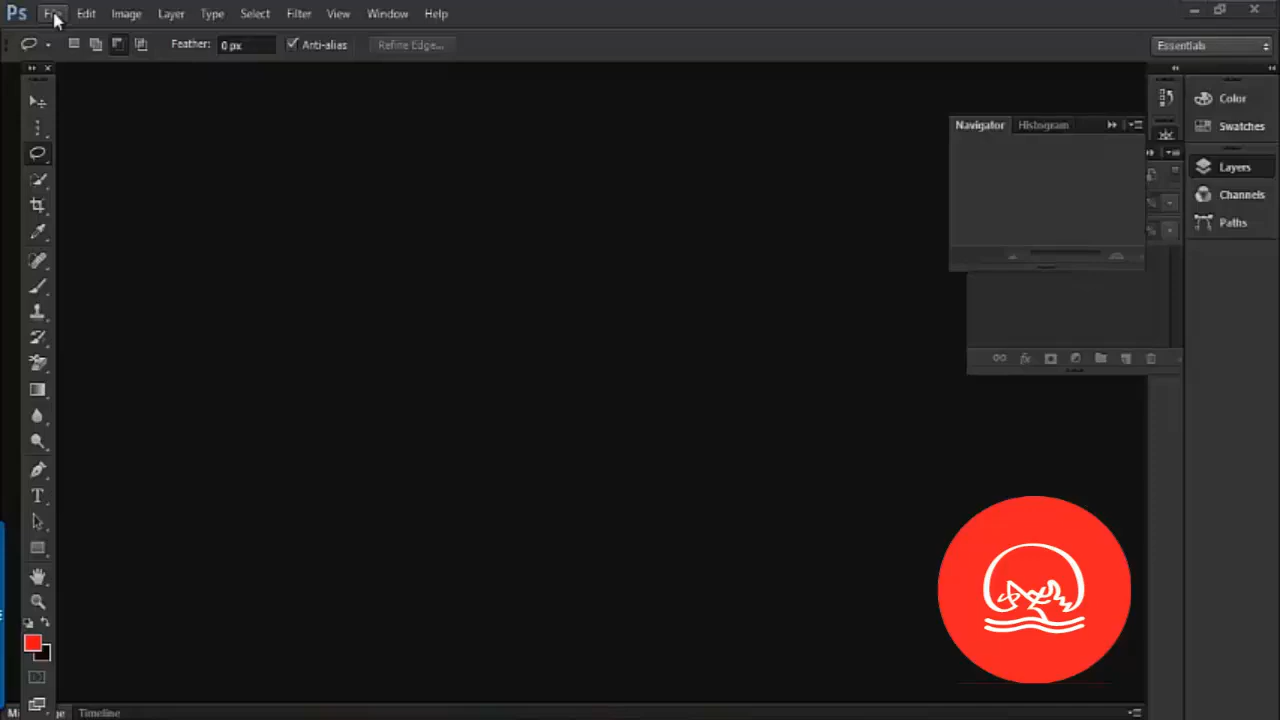 Ps File Edit Image Layer Type Select Filter View Window Help
Feather: 0 px Anti-alias Refine Edge... Essentials
Color
Navigator Histogram
Swatches
Layers
Channels
Paths
T
Timeline